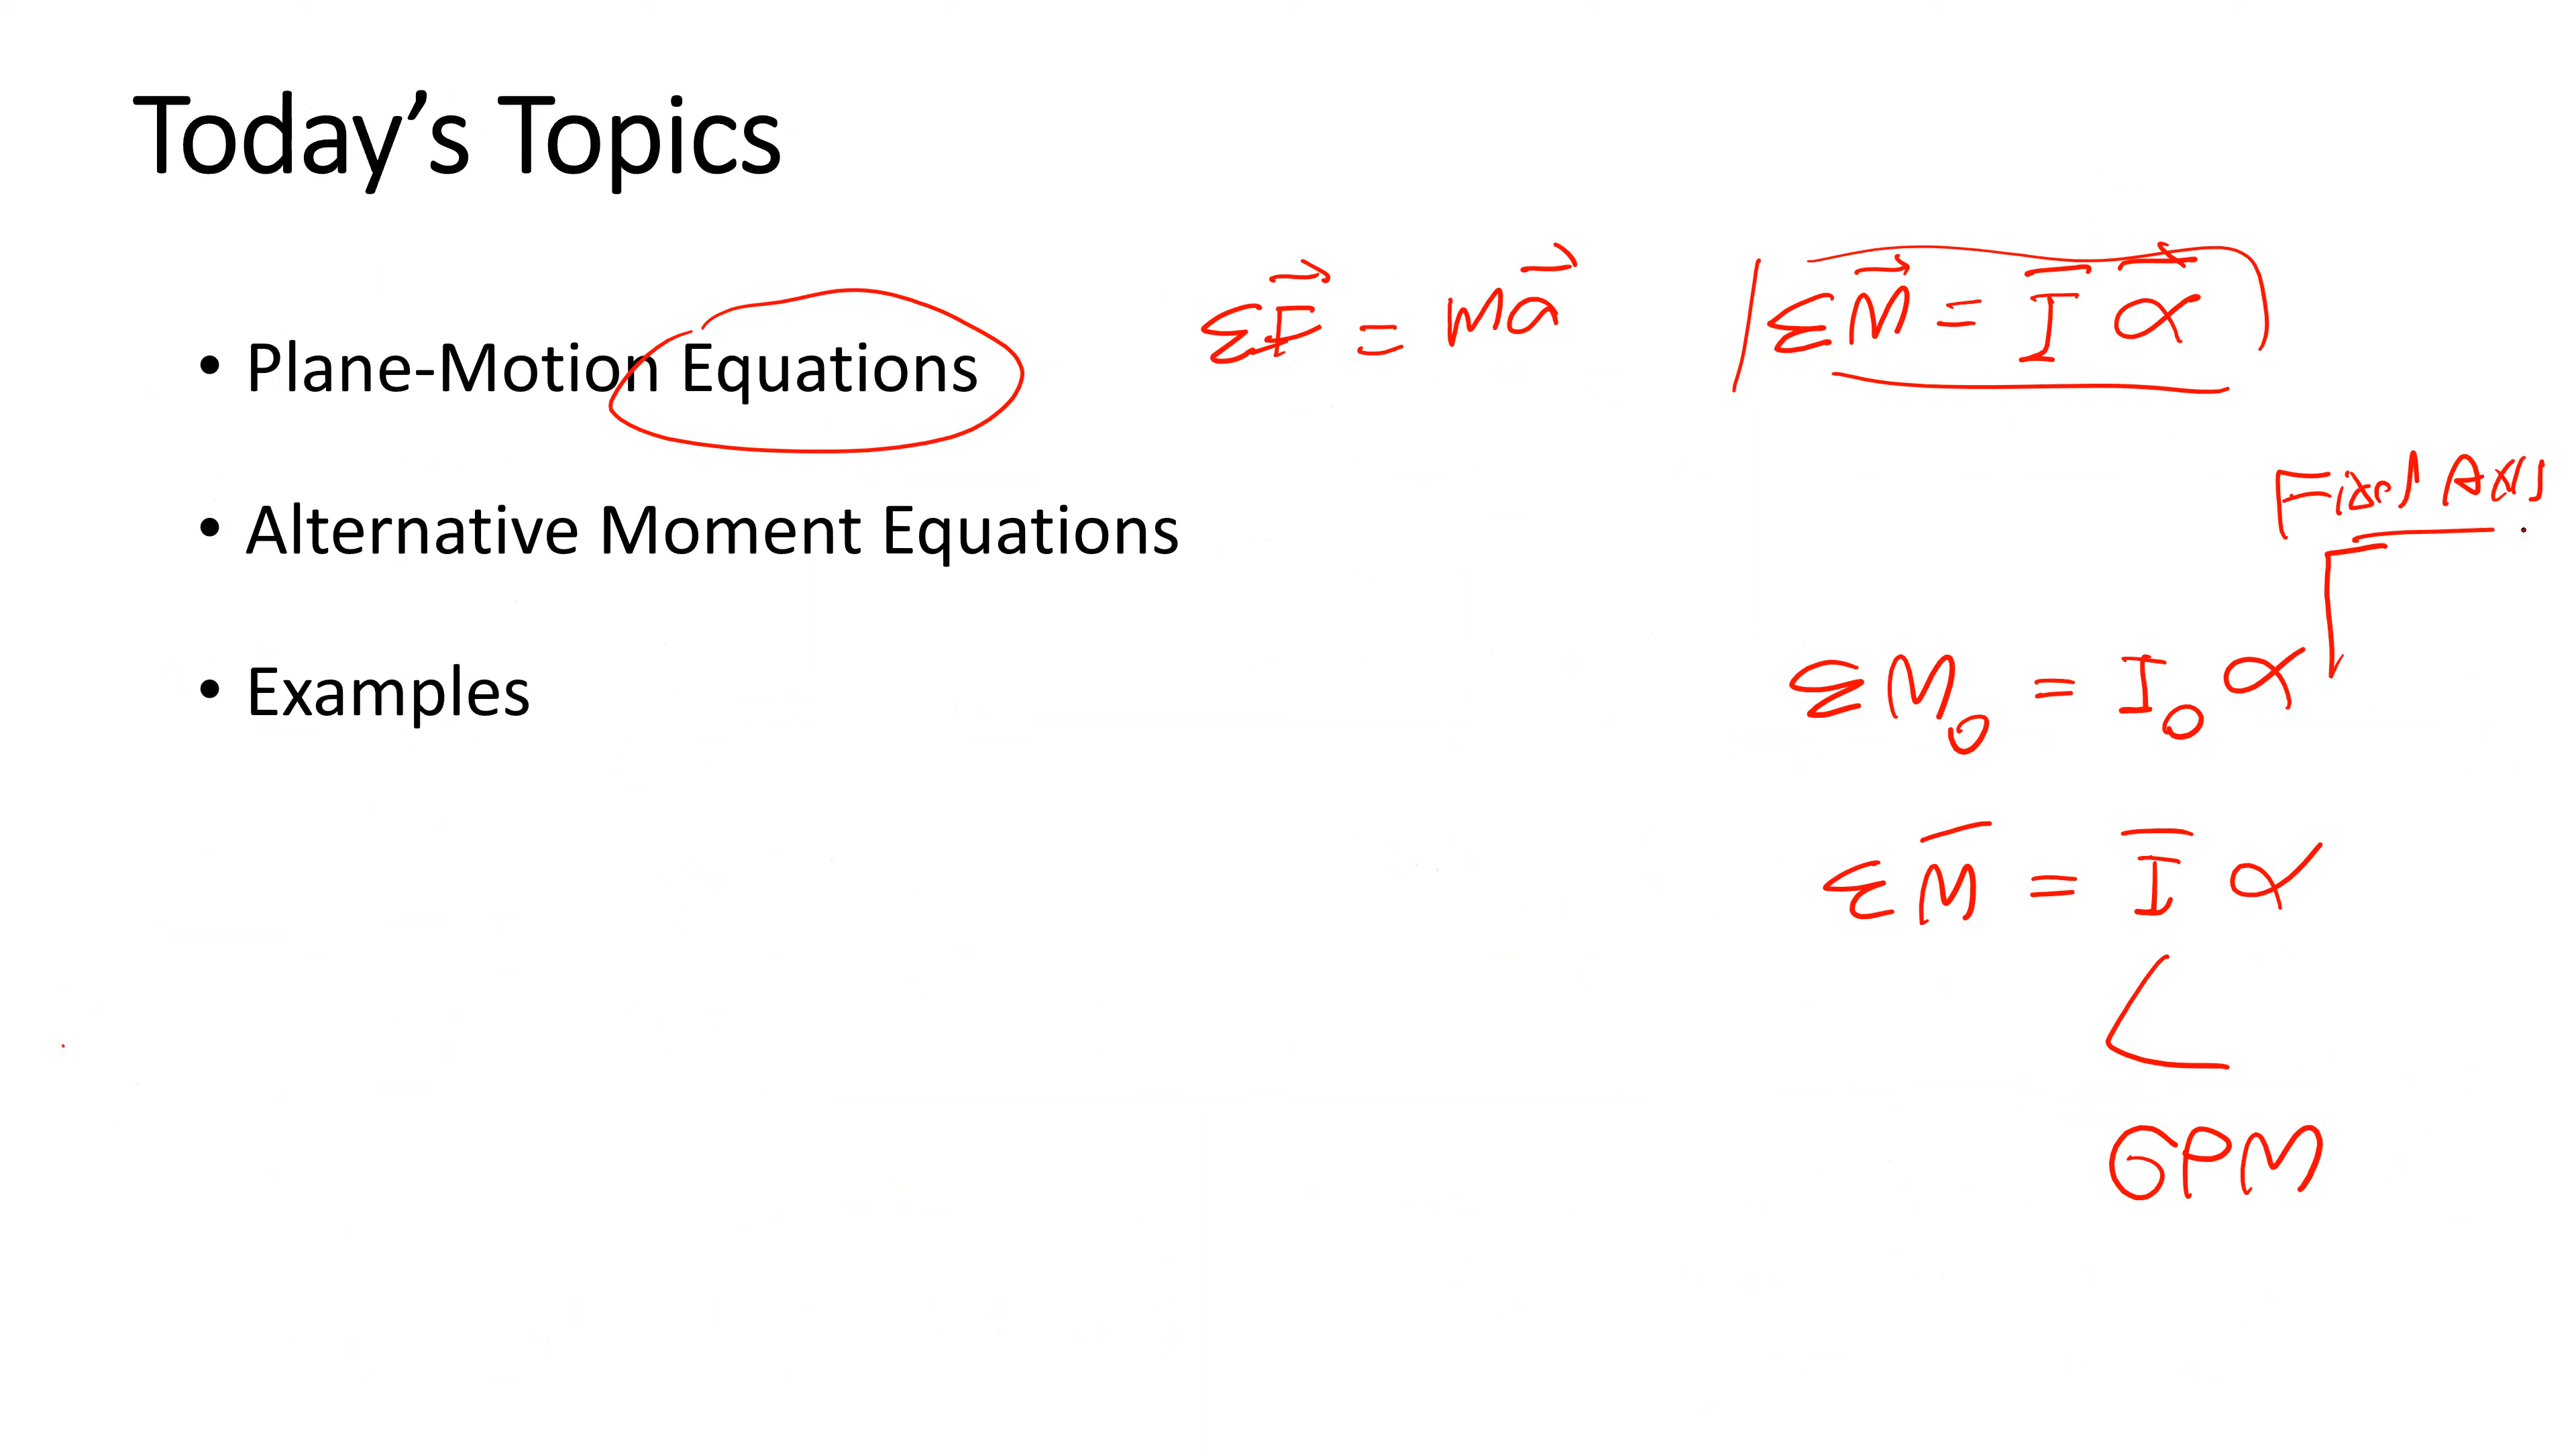 Today's Topics
• Plane-Motion Equations
ΣF⃗ = ma⃗
ΣM⃗ = I̅ α⃗
• Alternative Moment Equations
Fixed Axis
• Examples
ΣM₀ = I₀ α
ΣM̅ = I̅ α
GPM